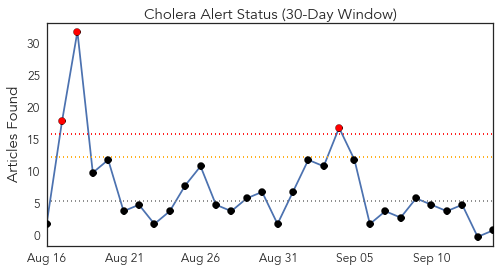 Cholera Alert Status (30-Day Window)
Articles Found
30
25
20
15
10
5
0
Aug 16 Aug 21 Aug 26 Aug 31 Sep 05 Sep 10